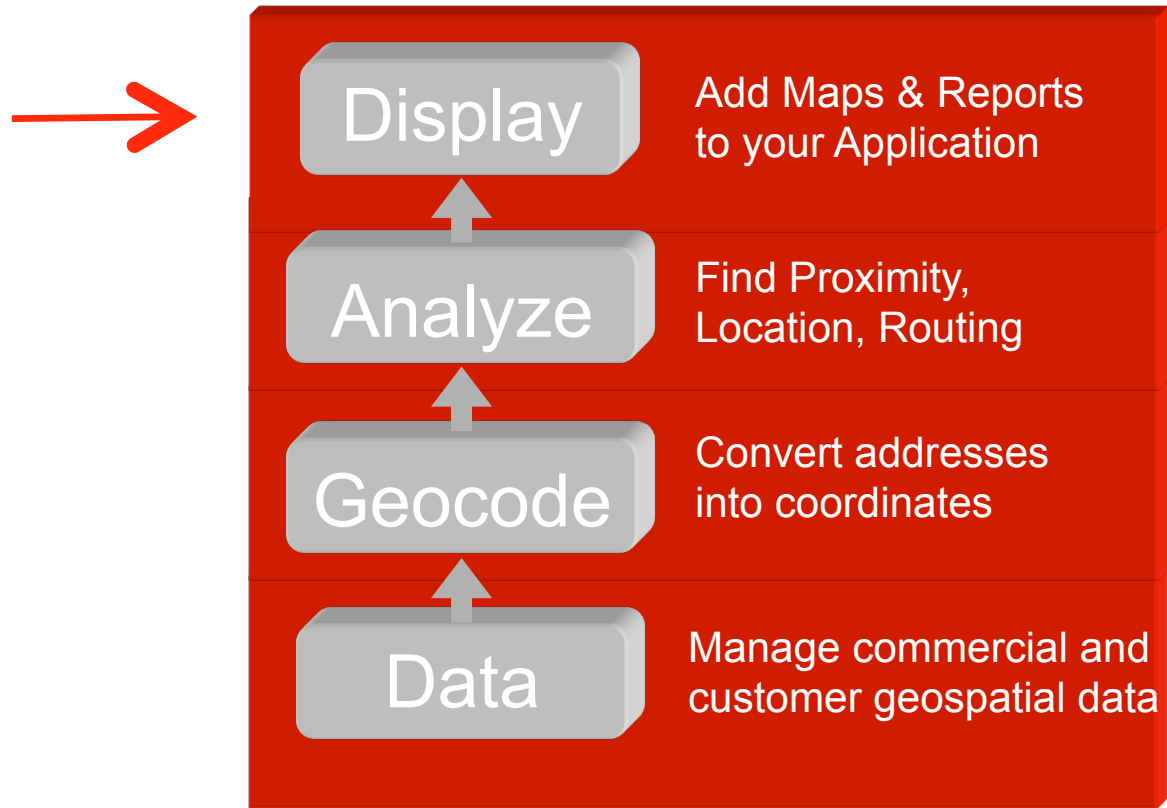 Display
Add Maps & Reports
to your Application
Analyze
Find Proximity,
Location, Routing
Geocode
Convert addresses
into coordinates
Data
Manage commercial and
customer geospatial data